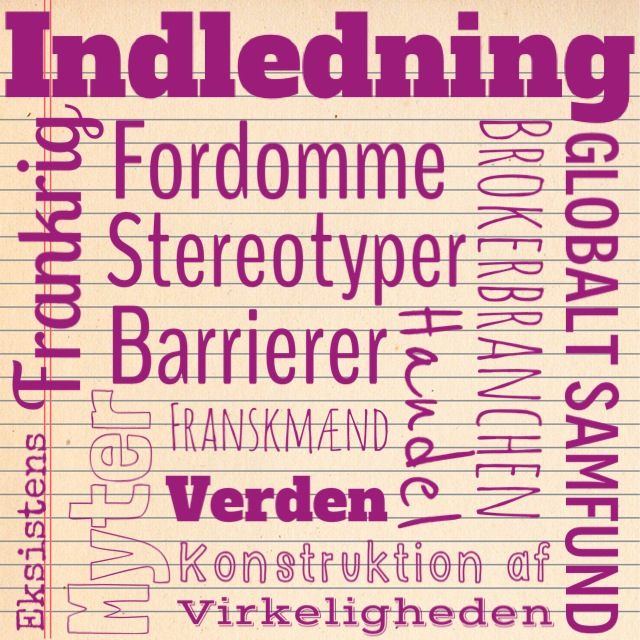 Indledning
Frankrig
Fordomme
Stereotyper
Barrierer
BROKERBRANCHEN
GLOBALT SAMFUND
Handel
FRANSKMÆND
Verden
Eksistens
Myter
Konstruktion af
Virkeligheden